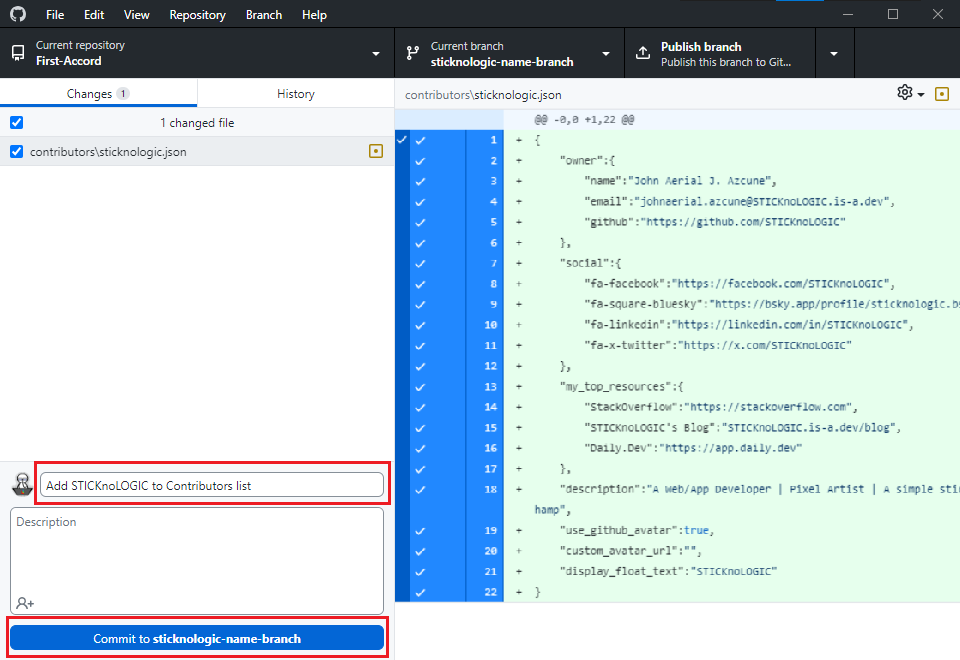 File Edit View Repository Branch Help
Current repository
First-Accord
Current branch
sticknologic-name-branch
Publish branch
Publish this branch to Git...
Changes 1 History
1 changed file
contributors\sticknologic.json
Add STICKnoLOGIC to Contributors list
Description
Commit to sticknologic-name-branch
contributors\sticknologic.json
@@ -0,0 +1,22 @@
1 + {
2 + "owner":{
3 + "name":"John Aerial J. Azcune",
4 + "email":"johnaerial.azcune@STICKnoLOGIC.is-a.dev",
5 + "github":"https://github.com/STICKnoLOGIC"
6 + },
7 + "social":{
8 + "fa-facebook":"https://facebook.com/STICKnoLOGIC",
9 + "fa-square-bluesky":"https://bsky.app/profile/sticknologic.bs
10 + "fa-linkedin":"https://linkedin.com/in/STICKnoLOGIC",
11 + "fa-x-twitter":"https://x.com/STICKnoLOGIC"
12 + },
13 + "my_top_resources":{
14 + "StackOverflow":"https://stackoverflow.com",
15 + "STICKnoLOGIC's Blog":"STICKnoLOGIC.is-a.dev/blog",
16 + "Daily.Dev":"https://app.daily.dev"
17 + },
18 + "description":"A Web/App Developer | Pixel Artist | A simple sti
hamp",
19 + "use_github_avatar":true,
20 + "custom_avatar_url":"",
21 + "display_float_text":"STICKnoLOGIC"
22 + }